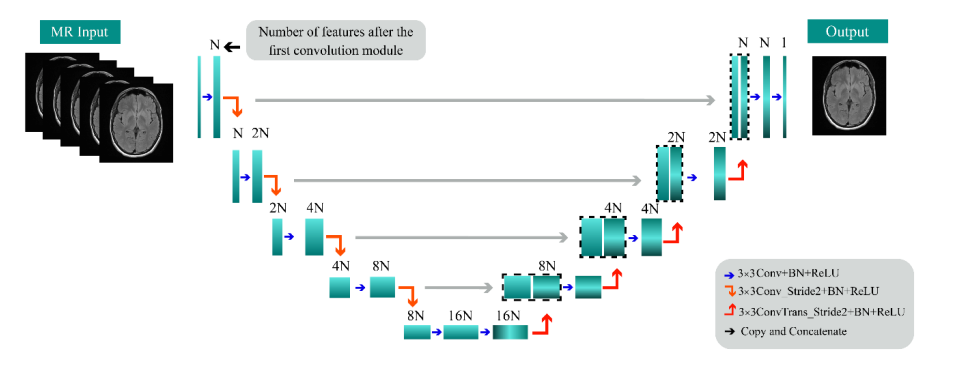 MR Input
N
Number of features after the
first convolution module
N
N
1
Output
N
2N
2N
2N
2N
4N
4N
4N
4N
8N
8N
8N
16N
16N
3×3Conv+BN+ReLU
3×3Conv_Stride2+BN+ReLU
3×3ConvTrans_Stride2+BN+ReLU
Copy and Concatenate